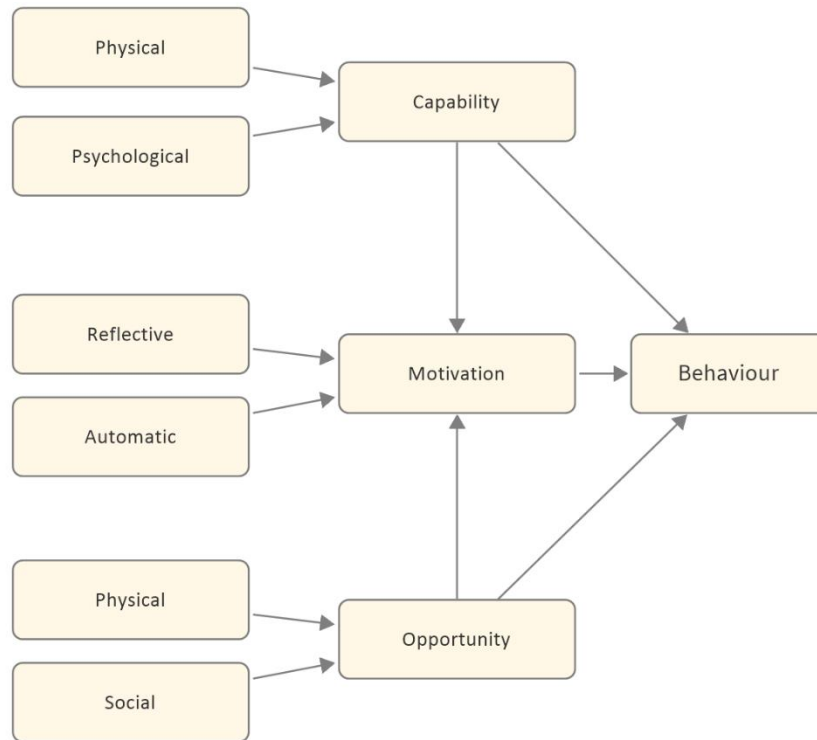 Physical
Capability
Psychological
Reflective
Motivation
Behaviour
Automatic
Physical
Opportunity
Social